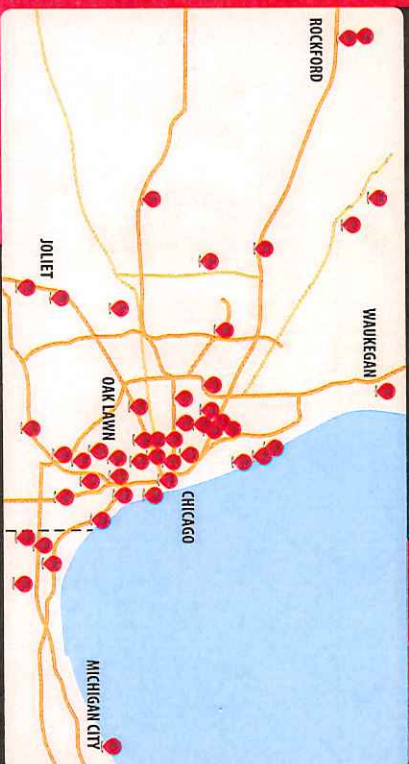 ROCKFORD
WAUKEGAN
JOLIET
OAK LAWN
CHICAGO
MICHIGAN CITY